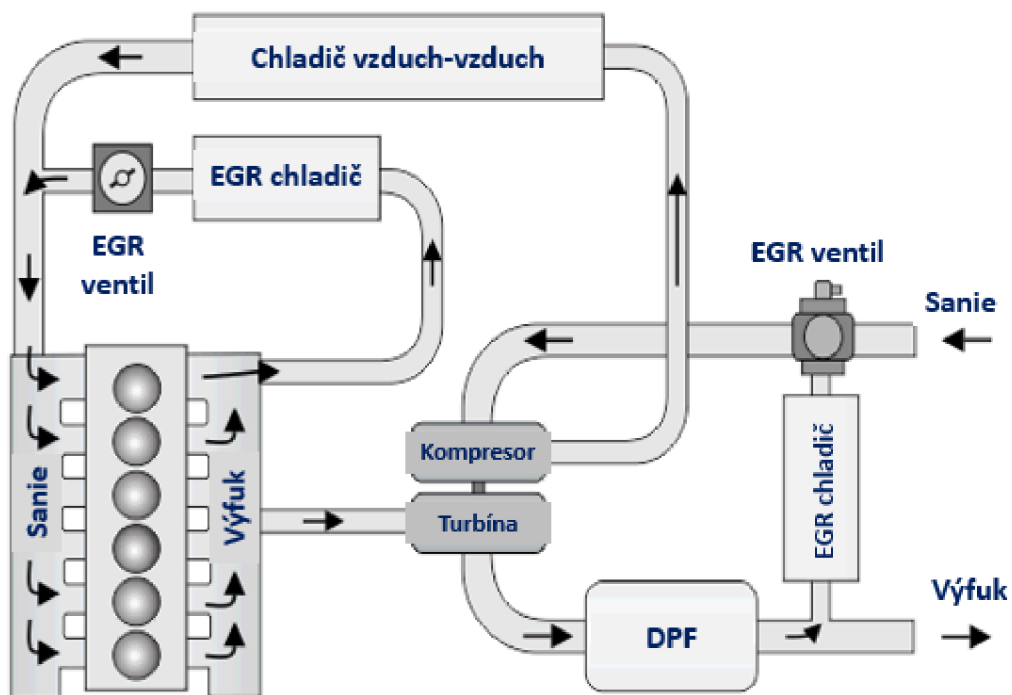 Chladič vzduch-vzduch
EGR chladič
EGR
ventil
EGR ventil
Sanie
Kompresor
Turbína
Sanie
Výfuk
EGR chladič
DPF
Výfuk